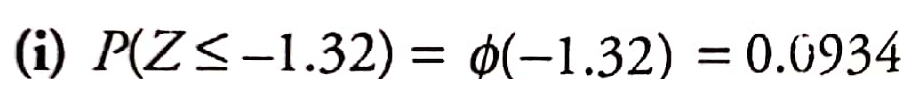 (i) P(Z ≤ −1.32) = ϕ(−1.32) = 0.0934